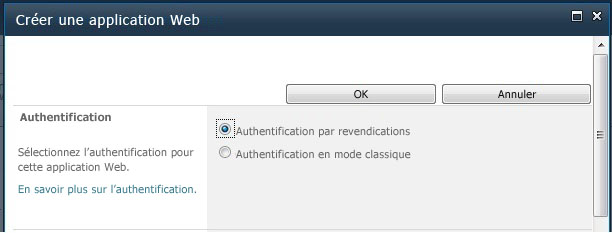 Créer une application Web
OK
Annuler
Authentification
Sélectionnez l'authentification pour
cette application Web.
En savoir plus sur l'authentification.
Authentification par revendications
Authentification en mode classique